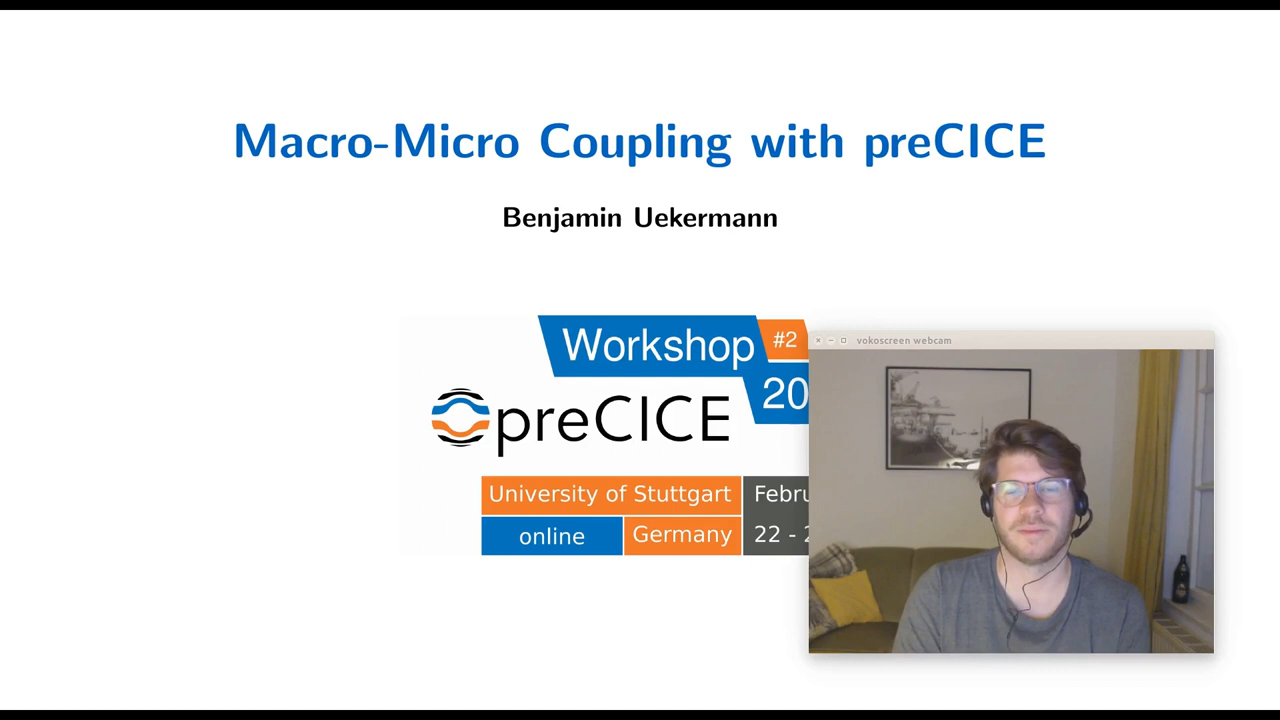 Macro-Micro Coupling with preCICE
Benjamin Uekermann
Workshop #2
20
preCICE
University of Stuttgart Febru
online Germany 22 -
vokoscreen webcam